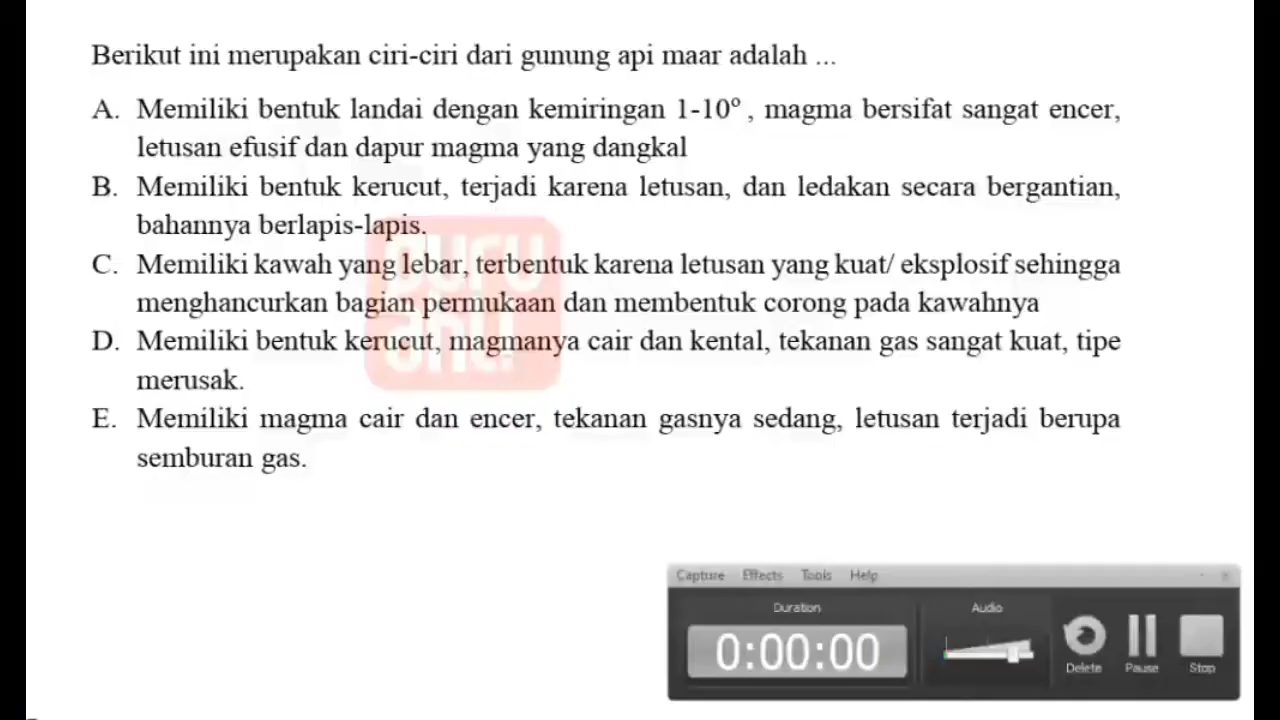 Berikut ini merupakan ciri-ciri dari gunung api maar adalah ...
A. Memiliki bentuk landai dengan kemiringan 1-10° , magma bersifat sangat encer,
letusan efusif dan dapur magma yang dangkal
B. Memiliki bentuk kerucut, terjadi karena letusan, dan ledakan secara bergantian,
bahannya berlapis-lapis.
C. Memiliki kawah yang lebar, terbentuk karena letusan yang kuat/ eksplosif sehingga
menghancurkan bagian permukaan dan membentuk corong pada kawahnya
D. Memiliki bentuk kerucut, magmanya cair dan kental, tekanan gas sangat kuat, tipe
merusak.
E. Memiliki magma cair dan encer, tekanan gasnya sedang, letusan terjadi berupa
semburan gas.
guru
ahli
Capture Effects Tools Help
Duration Audio
0:00:00
Delete Pause Stop